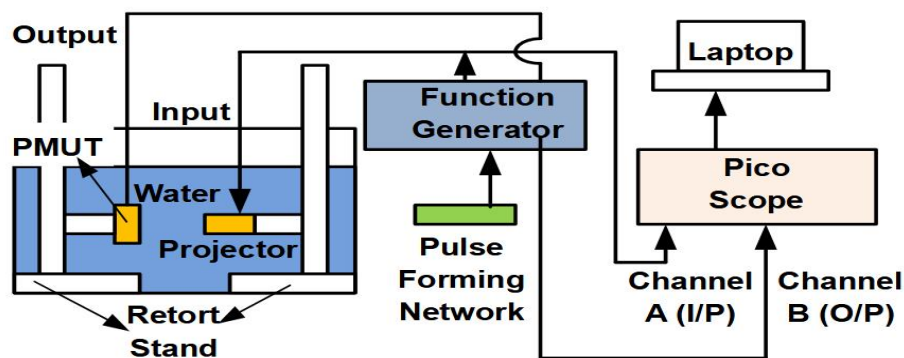 Output
Input
PMUT
Water
Projector
Retort
Stand
Function
Generator
Pulse
Forming
Network
Laptop
Pico
Scope
Channel
A (I/P)
Channel
B (O/P)